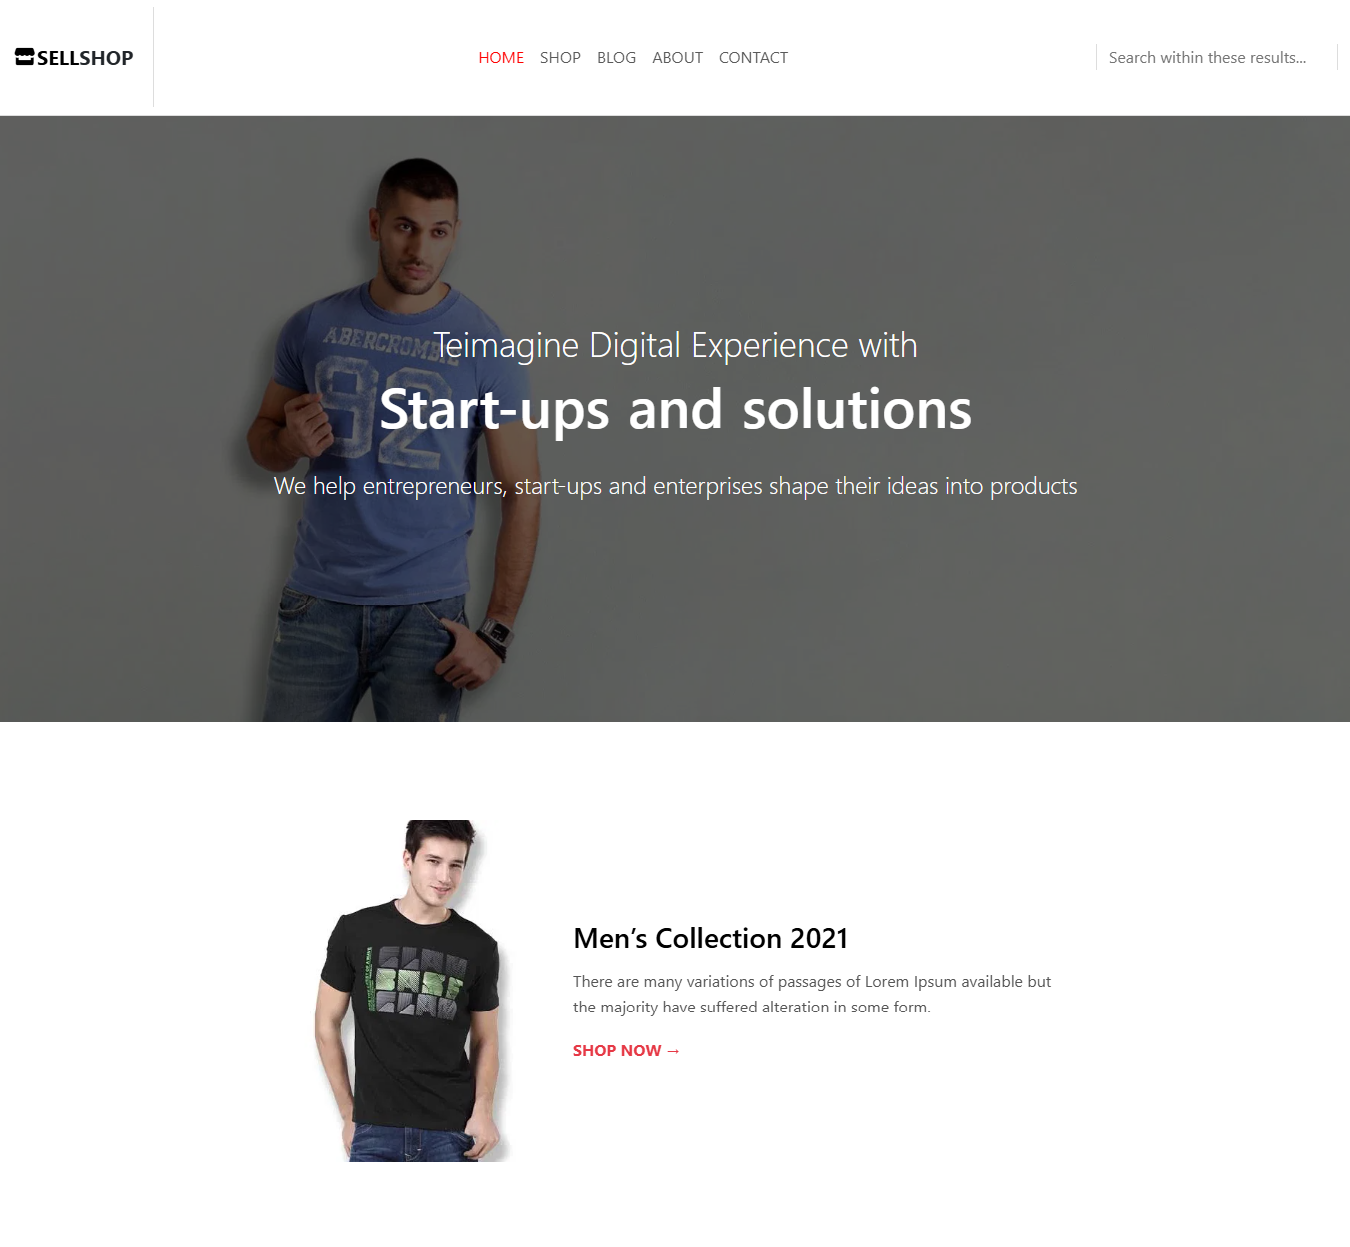 SELLSHOP
HOME SHOP BLOG ABOUT CONTACT
Search within these results...
ABERCROMBIE
92
Teimagine Digital Experience with
Start-ups and solutions
We help entrepreneurs, start-ups and enterprises shape their ideas into products
Men’s Collection 2021
There are many variations of passages of Lorem Ipsum available but
the majority have suffered alteration in some form.
SHOP NOW →